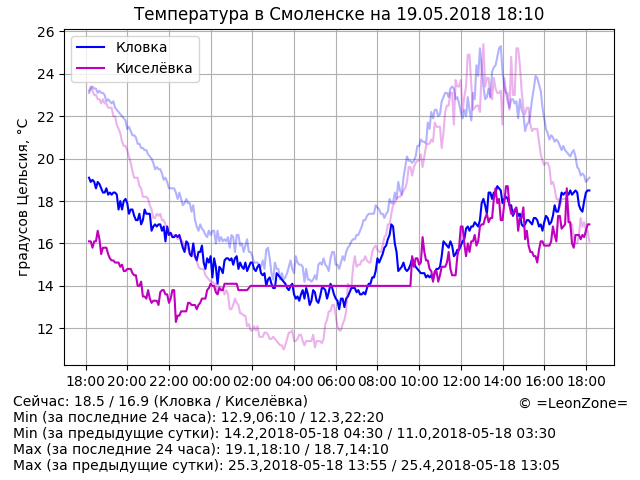 Температура в Смоленске на 19.05.2018 18:10
Кловка
Киселёвка
градусов Цельсия, °C
26
24
22
20
18
16
14
12
18:00 20:00 22:00 00:00 02:00 04:00 06:00 08:00 10:00 12:00 14:00 16:00 18:00
Сейчас: 18.5 / 16.9 (Кловка / Киселёвка)
© =LeonZone=
Min (за последние 24 часа): 12.9,06:10 / 12.3,22:20
Min (за предыдущие сутки): 14.2,2018-05-18 04:30 / 11.0,2018-05-18 03:30
Max (за последние 24 часа): 19.1,18:10 / 18.7,14:10
Max (за предыдущие сутки): 25.3,2018-05-18 13:55 / 25.4,2018-05-18 13:05